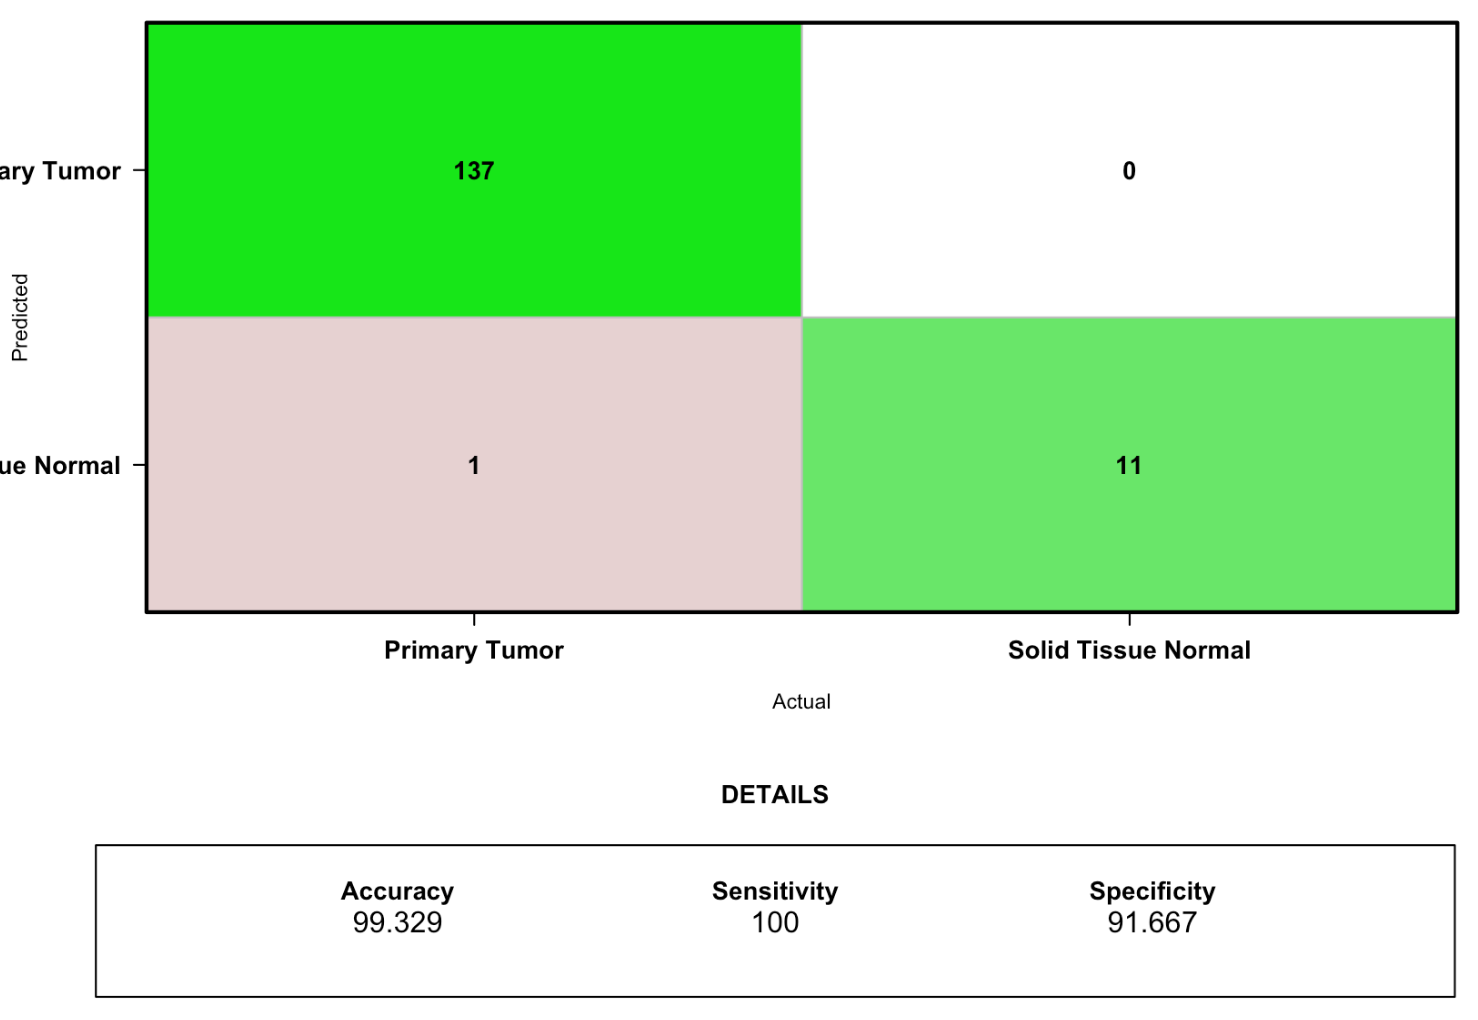 137 0
ary Tumor
Predicted
ue Normal
1 11
Primary Tumor Solid Tissue Normal
Actual
DETAILS
Accuracy Sensitivity Specificity
99.329 100 91.667